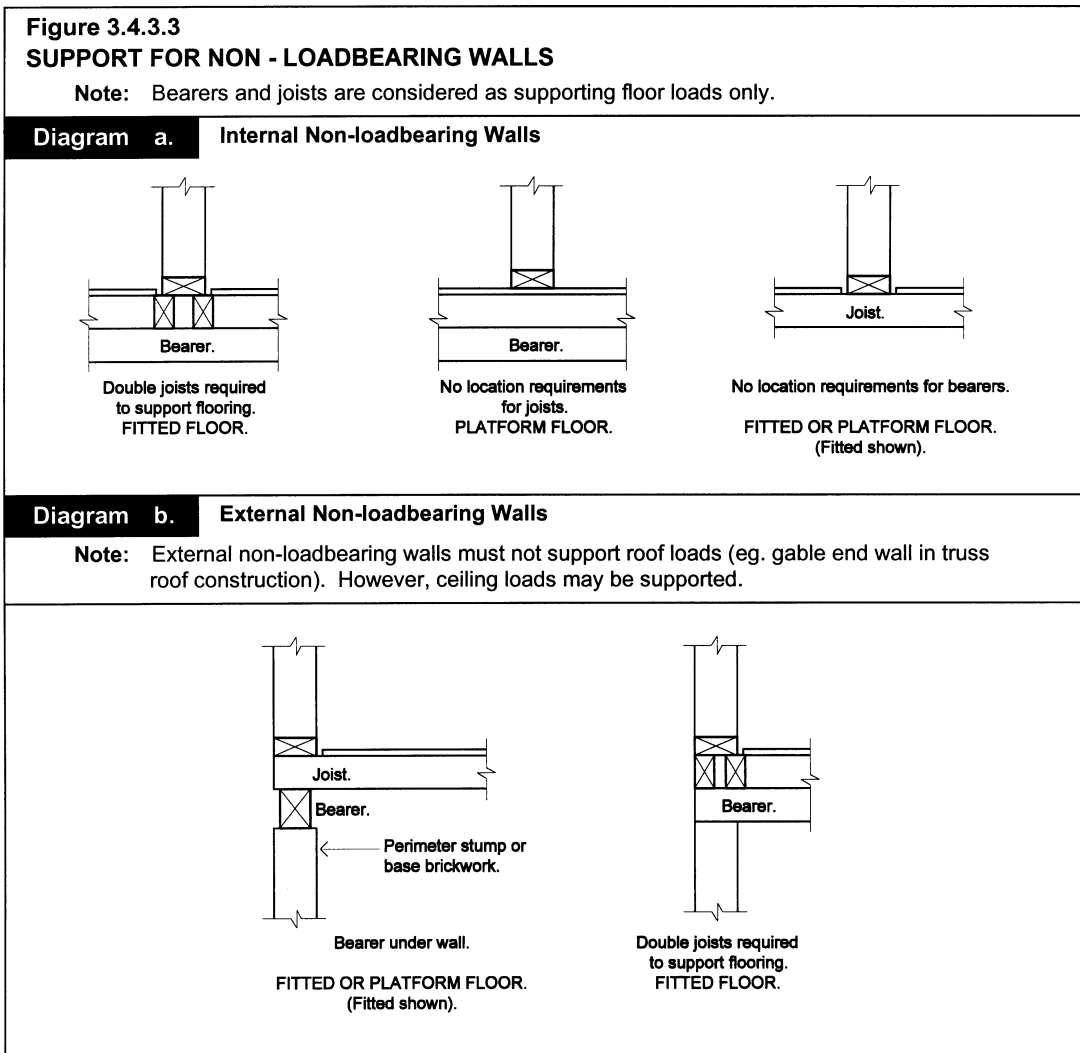 Figure 3.4.3.3
SUPPORT FOR NON - LOADBEARING WALLS
Note: Bearers and joists are considered as supporting floor loads only.
Diagram a. Internal Non-loadbearing Walls
Bearer.
Double joists required
to support flooring.
FITTED FLOOR.
Bearer.
No location requirements
for joists.
PLATFORM FLOOR.
Joist.
No location requirements for bearers.
FITTED OR PLATFORM FLOOR.
(Fitted shown).
Diagram b. External Non-loadbearing Walls
Note: External non-loadbearing walls must not support roof loads (eg. gable end wall in truss
roof construction). However, ceiling loads may be supported.
Joist.
Bearer.
Perimeter stump or
base brickwork.
Bearer under wall.
FITTED OR PLATFORM FLOOR.
(Fitted shown).
Bearer.
Double joists required
to support flooring.
FITTED FLOOR.